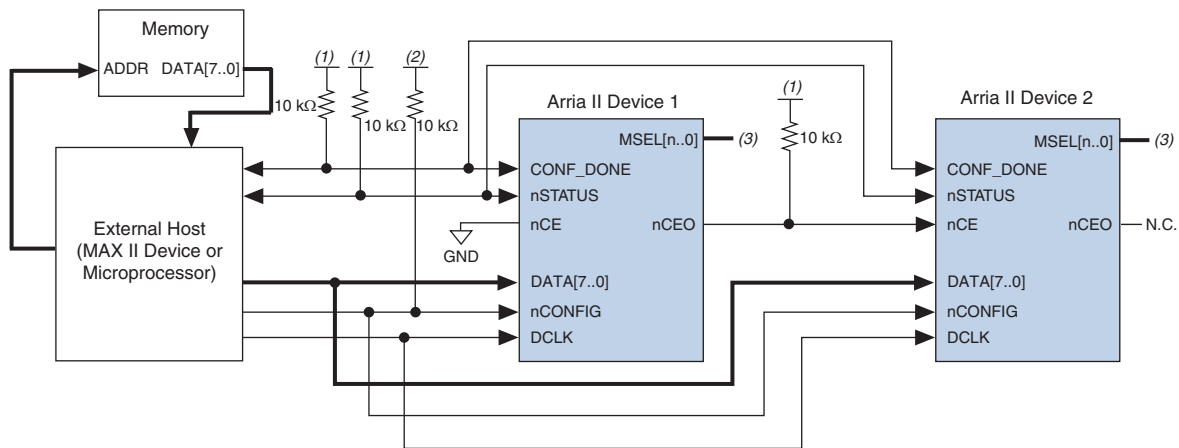 Memory
ADDR DATA[7..0]
(1) (1) (2)
10 kΩ 10 kΩ 10 kΩ
External Host
(MAX II Device or
Microprocessor)
GND
Arria II Device 1
MSEL[n..0] (3)
CONF_DONE
nSTATUS
nCE nCEO
DATA[7..0]
nCONFIG
DCLK
(1)
10 kΩ
Arria II Device 2
MSEL[n..0] (3)
CONF_DONE
nSTATUS
nCE nCEO N.C.
DATA[7..0]
nCONFIG
DCLK